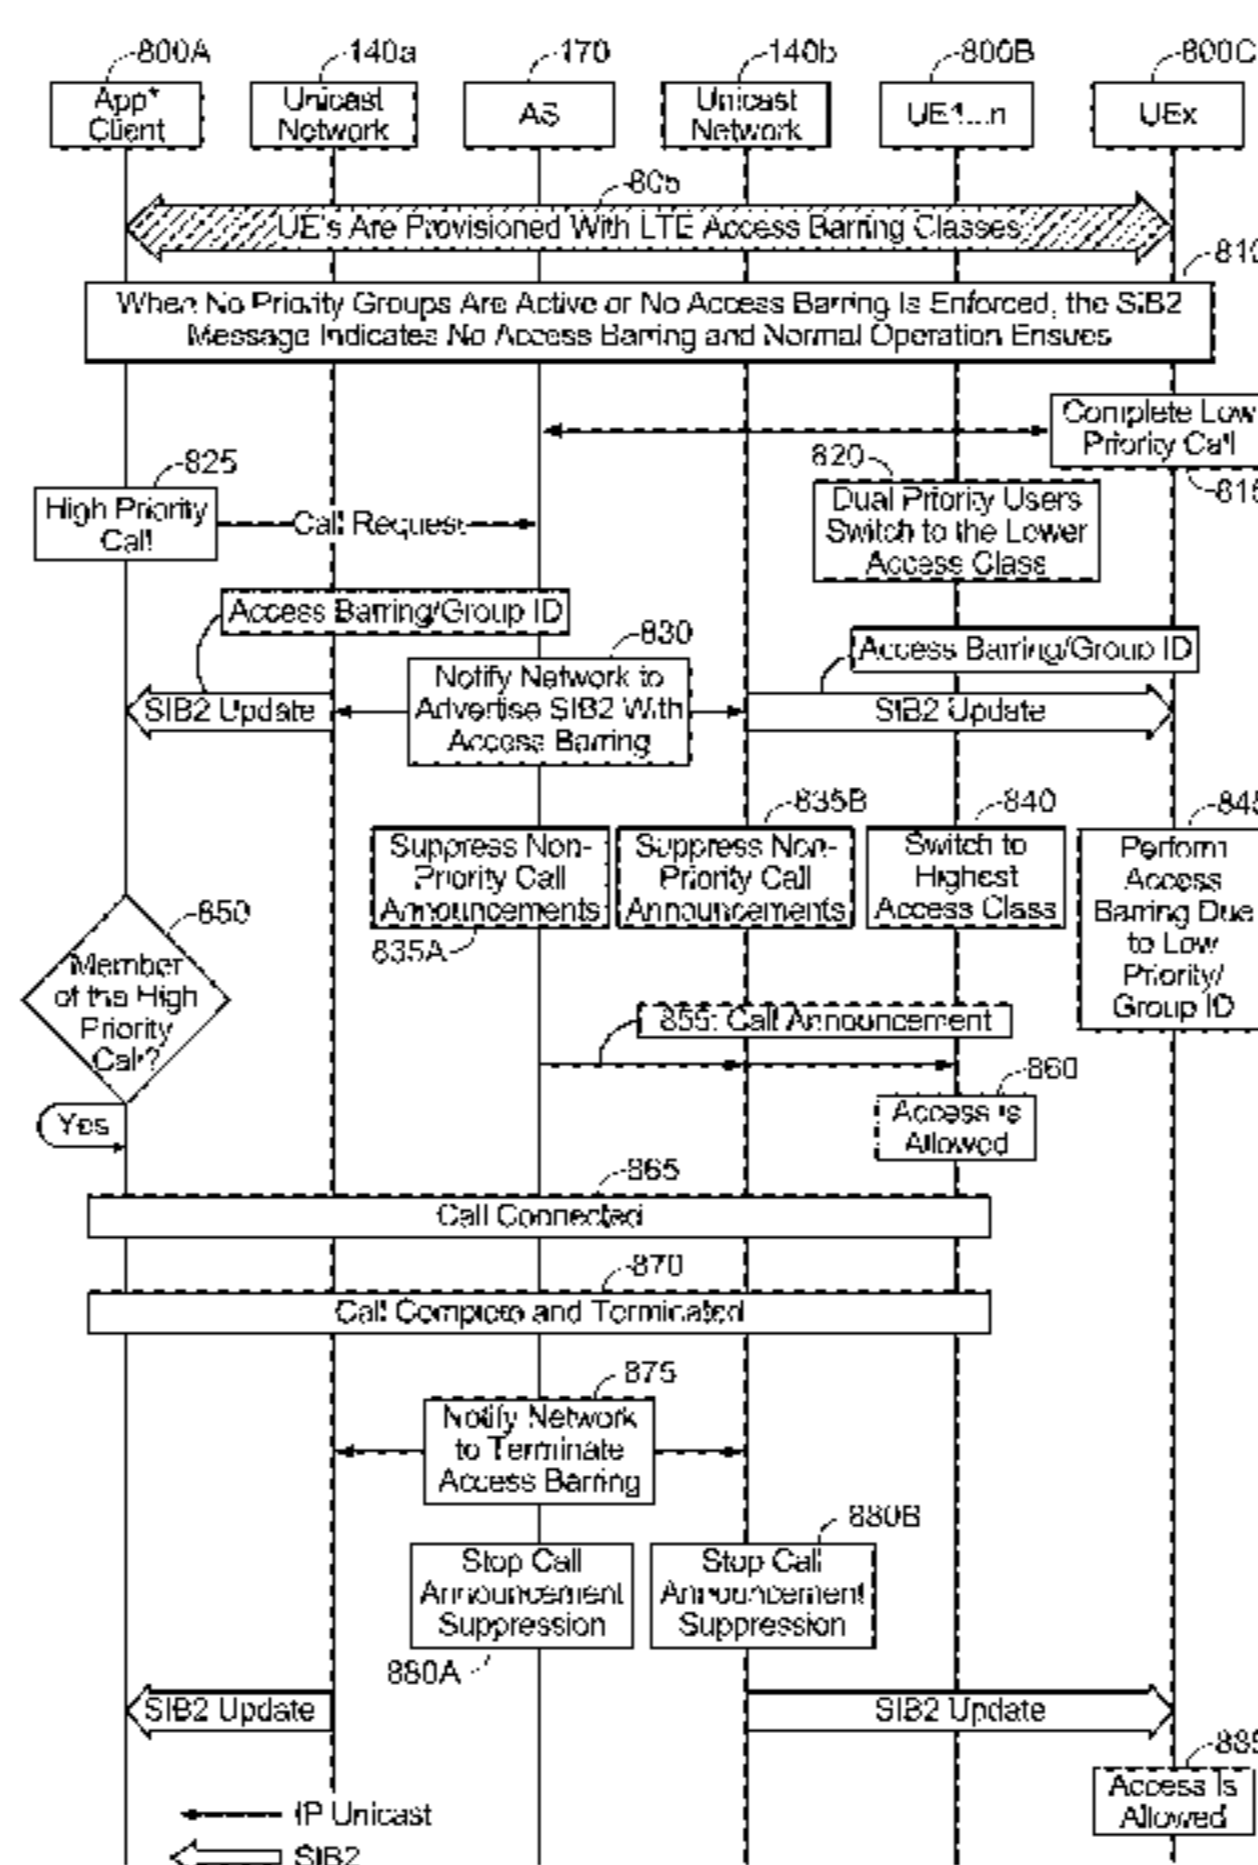 800A
140a
170
140b
800B
800C
App*
Client
Unicast
Network
AS
Unicast
Network
UE1...n
UEx
805
UE's Are Provisioned With LTE Access Barring Classes
810
When No Priority Groups Are Active or No Access Barring Is Enforced, the SIB2
Message Indicates No Access Barring and Normal Operation Ensues
Complete Low
Priority Call
815
820
Dual Priority Users
Switch to the Lower
Access Class
825
High Priority
Call
Call Request
Access Barring/Group ID
830
Notify Network to
Advertise SIB2 With
Access Barring
Access Barring/Group ID
SIB2 Update
SIB2 Update
835B
840
845
Suppress Non-
Priority Call
Announcements
835A
Suppress Non-
Priority Call
Announcements
Switch to
Highest
Access Class
Perform
Access
Barring Due
to Low
Priority/
Group ID
850
Member
of the High
Priority
Call?
Yes
855: Call Announcement
860
Access is
Allowed
865
Call Connected
870
Call Complete and Terminated
875
Notify Network
to Terminate
Access Barring
880B
Stop Call
Announcement
Suppression
880A
Stop Call
Announcement
Suppression
SIB2 Update
SIB2 Update
885
Access Is
Allowed
IP Unicast
SIB2